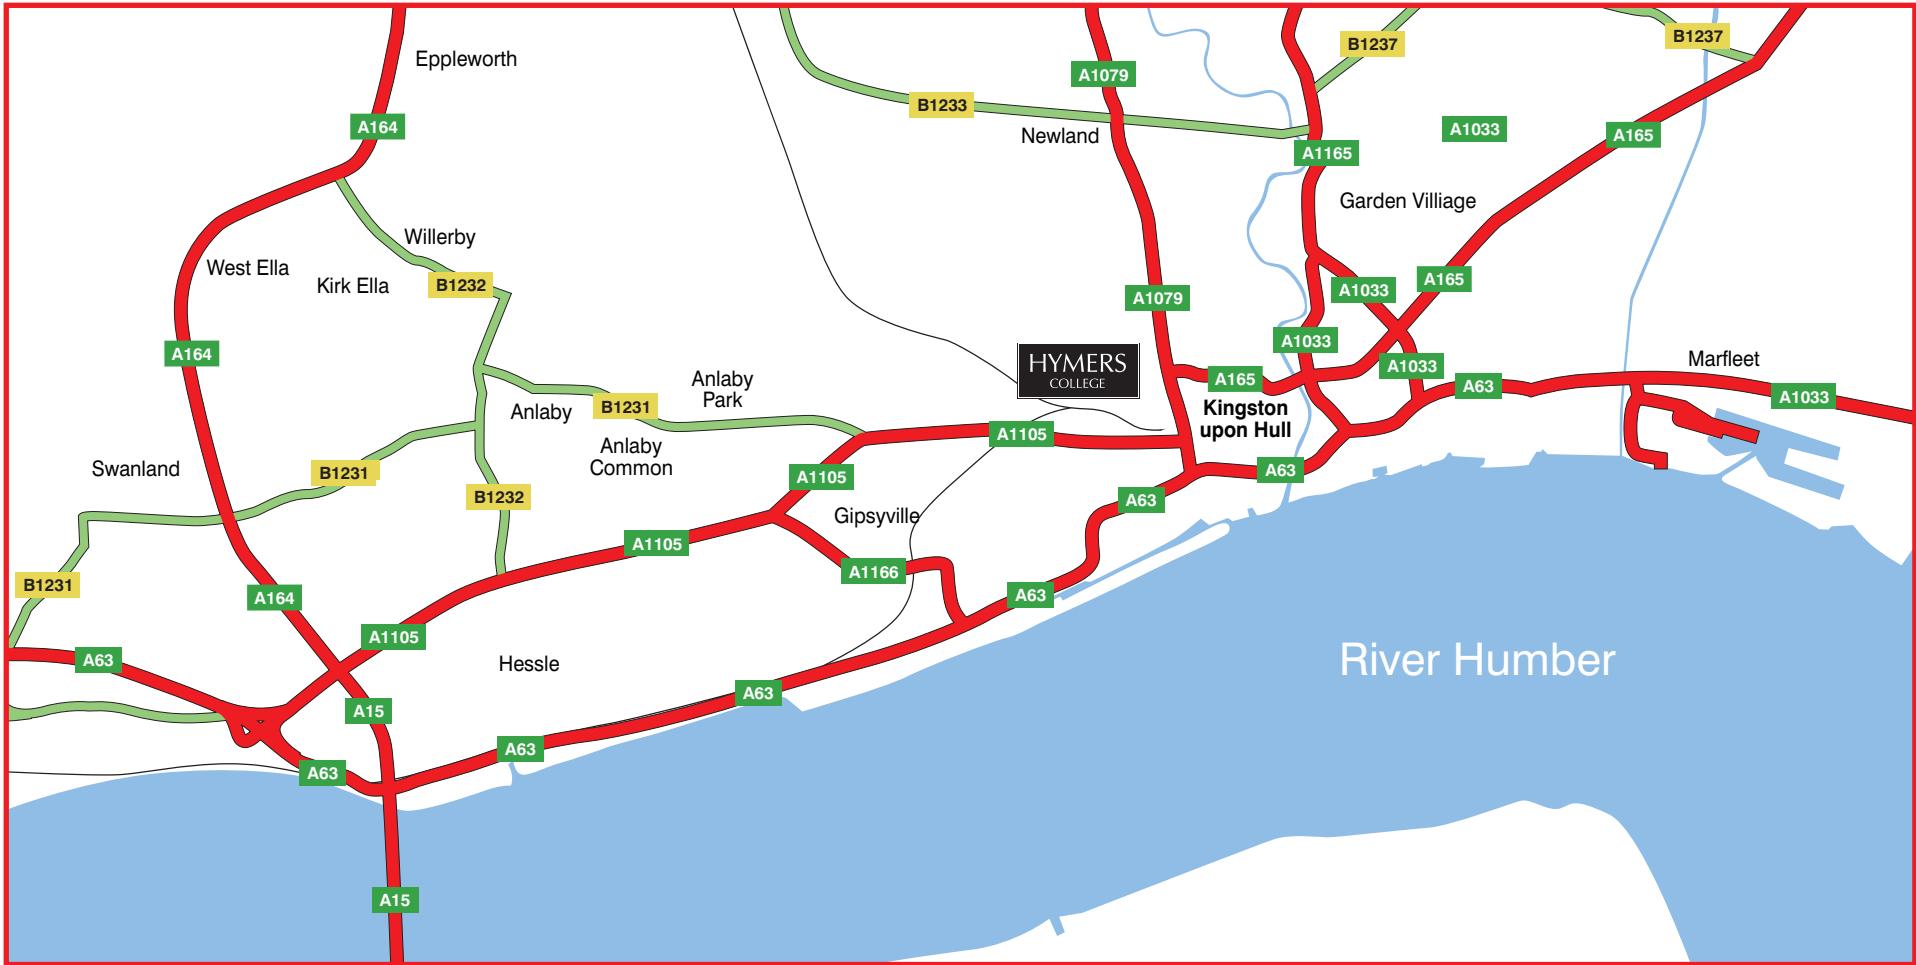 B1237
B1237
Eppleworth
A1079
B1233
A164
Newland
A1033
A165
A1165
Garden Villiage
Willerby
West Ella
Kirk Ella
B1232
A1033
A165
A1079
A1033
A164
HYMERS
COLLEGE
Marfleet
A1033
A165
A63
A1033
Anlaby
Park
Anlaby
B1231
Kingston
upon Hull
A1105
Anlaby
Common
Swanland
B1231
A1105
A63
B1232
A63
Gipsyville
A1105
A1166
B1231
A164
A63
A1105
A63
Hessle
River Humber
A63
A15
A63
A63
A15